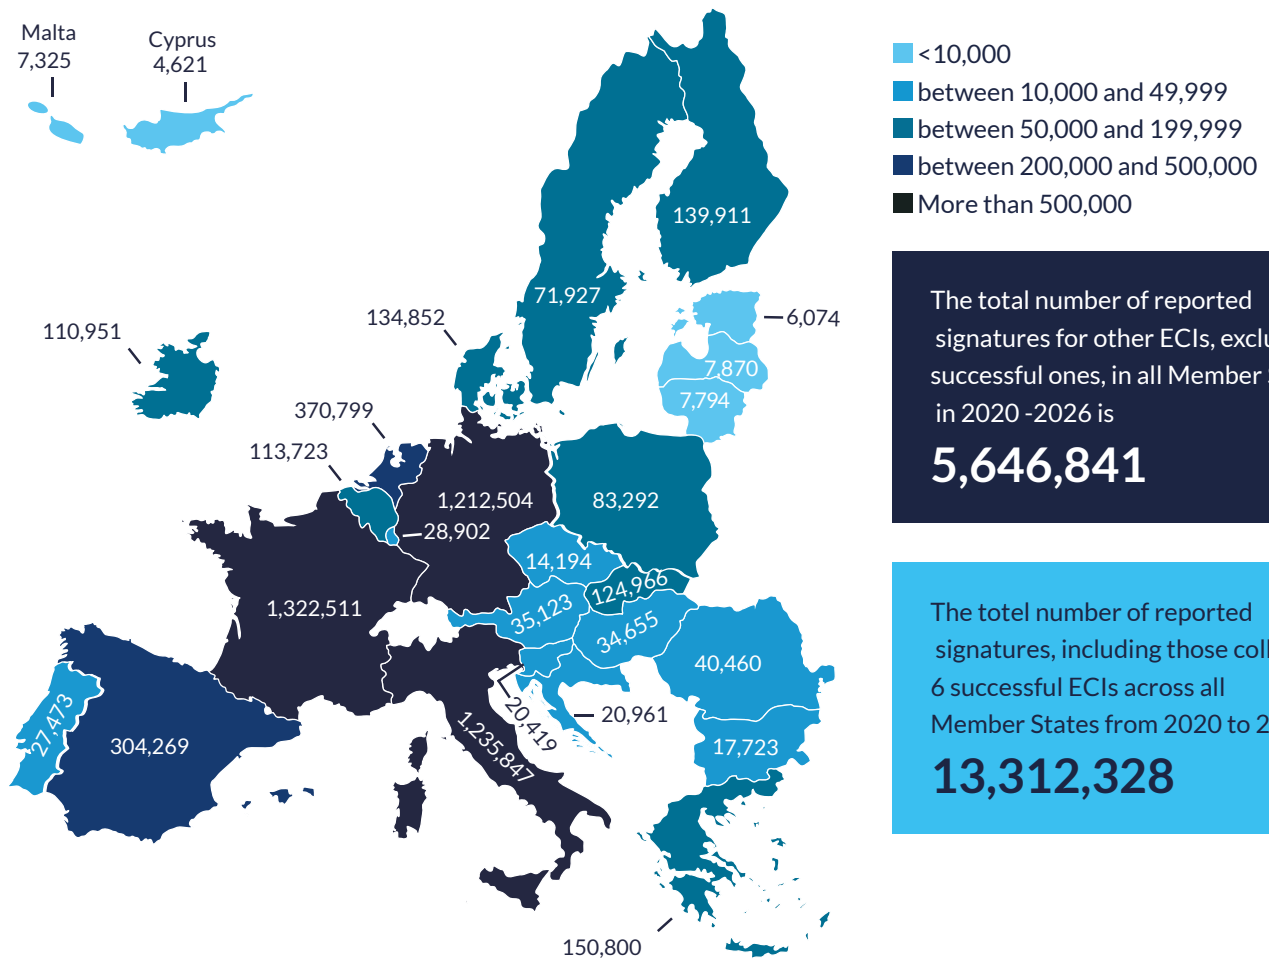 Malta
7,325
Cyprus
4,621
<10,000
between 10,000 and 49,999
between 50,000 and 199,999
between 200,000 and 500,000
More than 500,000
139,911
71,927
134,852
110,951
6,074
7,870
7,794
370,799
113,723
1,212,504
28,902
83,292
14,194
124,966
35,123
34,655
1,322,511
40,460
27,473
304,269
20,419
20,961
1,235,847
17,723
150,800
The total number of reported
signatures for other ECIs,
successful ones, in all Member
in 2020 -2026 is
5,646,841
The totel number of reported
signatures, including those
6 successful ECIs across all
Member States from 2020 to
13,312,328